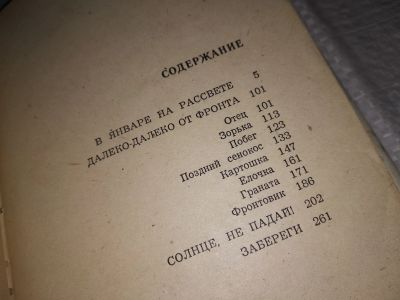 СОДЕРЖАНИЕ
В ЯНВАРЕ НА РАССВЕТЕ 5
ДАЛЕКО-ДАЛЕКО ОТ ФРОНТА 101
Отец 101
Зорька 113
Побег 123
Поздний сенокос 133
Картошка 147
Елочка 161
Граната 171
Фронтовик 186
СОЛНЦЕ, НЕ ПАДАЙ! 202
ЗАБЕРЕГИ 261